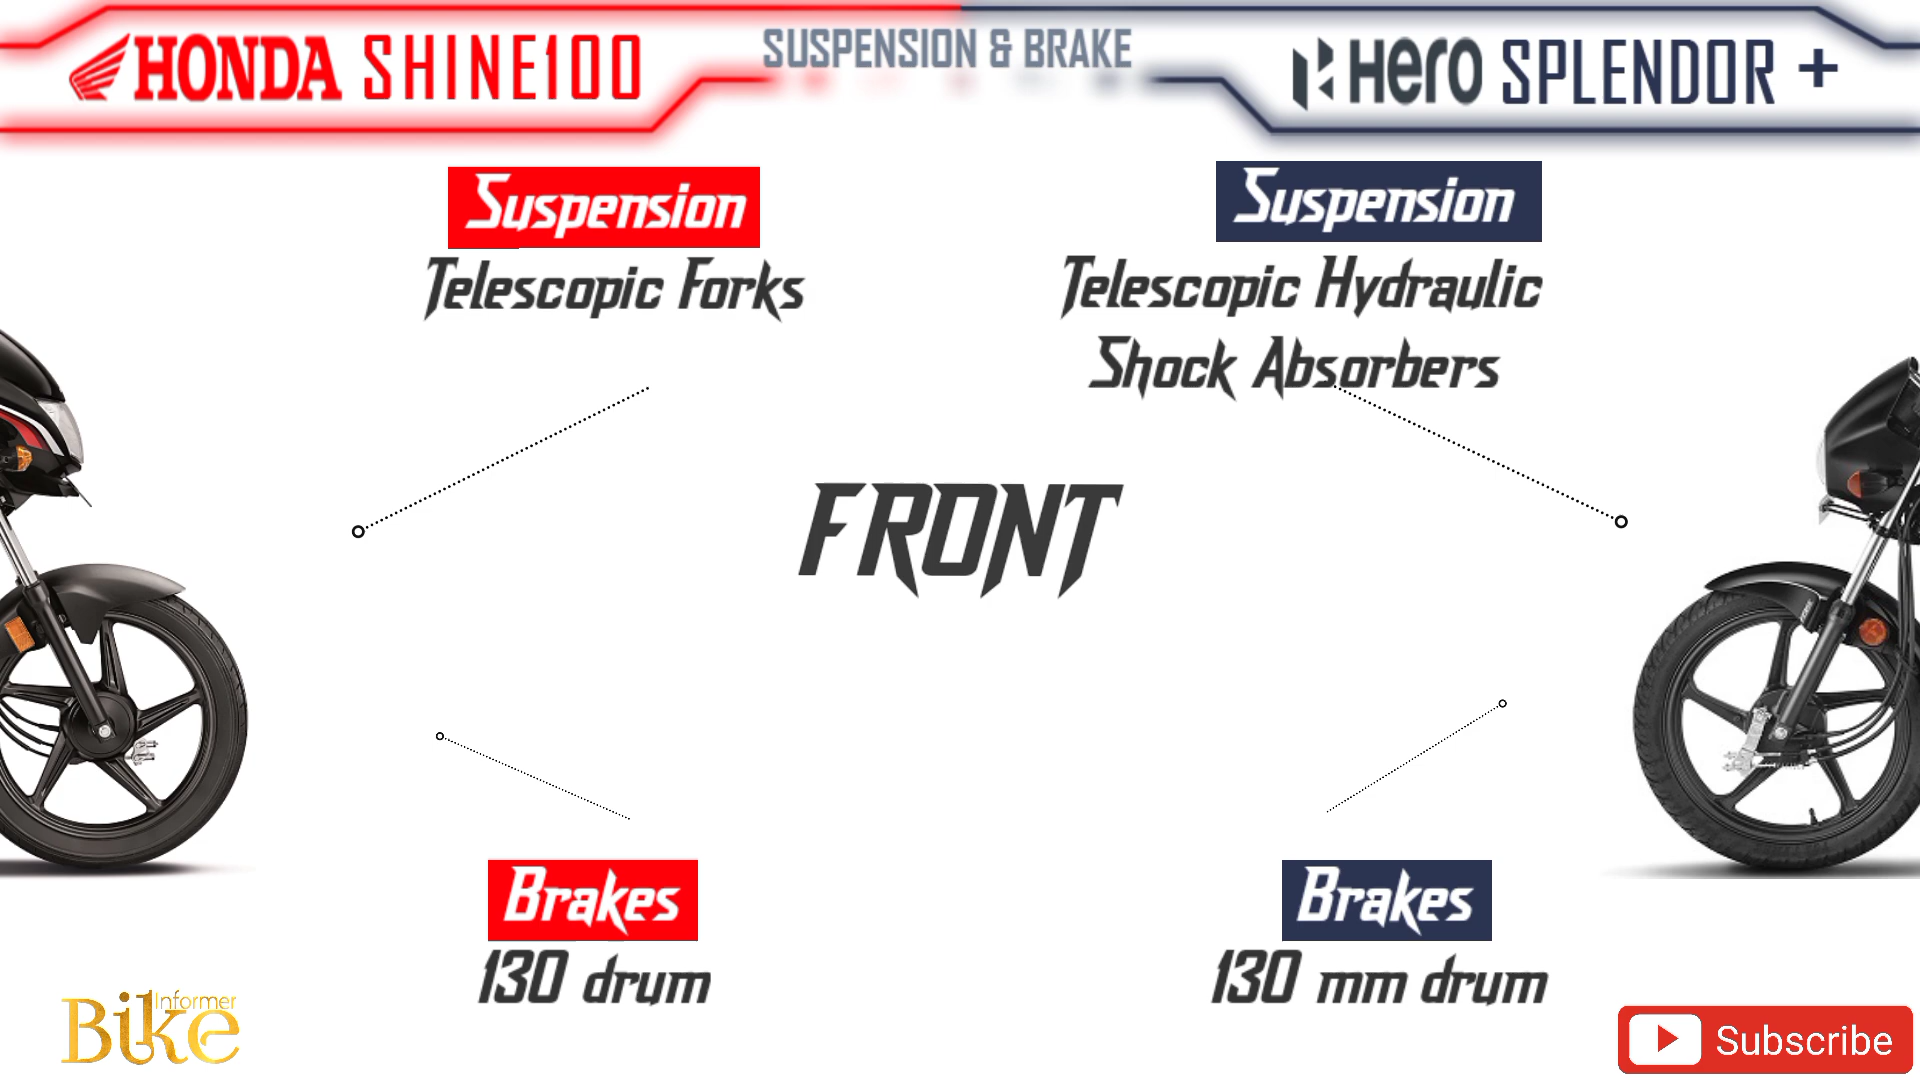 HONDA SHINE100
SUSPENSION & BRAKE
Hero SPLENDOR +
Suspension
Telescopic Forks
Suspension
Telescopic Hydraulic
Shock Absorbers
FRONT
Brakes
130 drum
Brakes
130 mm drum
Bike Informer
Subscribe